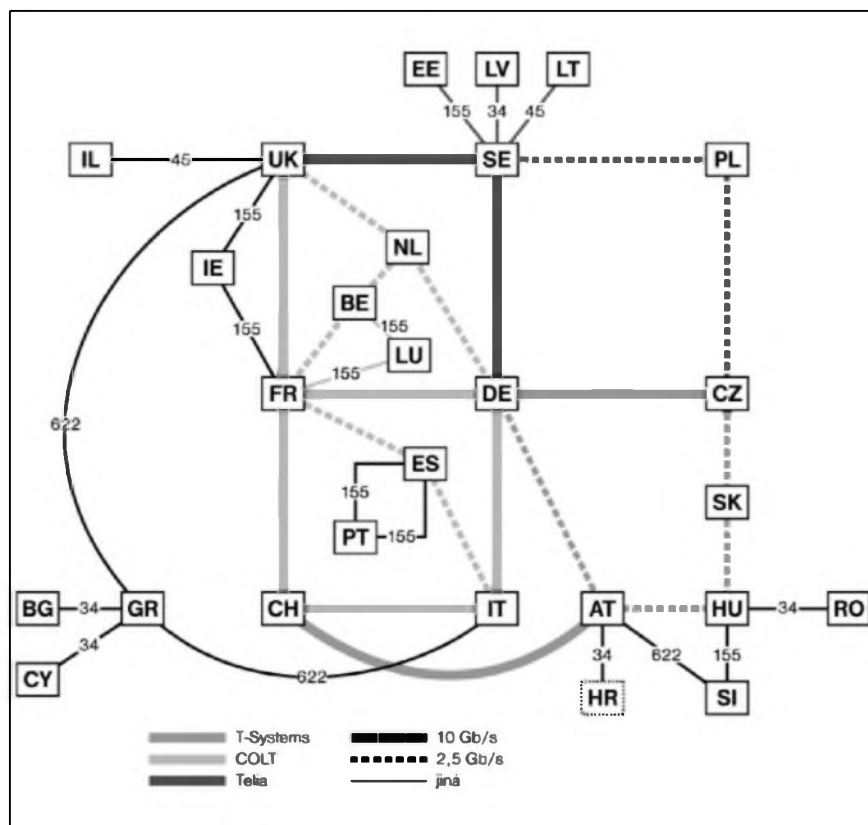 EE LV LT
155 34 45
IL 45 UK SE PL
155
NL
IE
BE
155
155
LU
155
FR DE CZ
622
ES
155
SK
PT 155
BG 34 GR CH IT AT HU 34 RO
34
34 622 155
CY
622
HR SI
T-Systems 10 Gb/s
COLT 2,5 Gb/s
Telia jiná